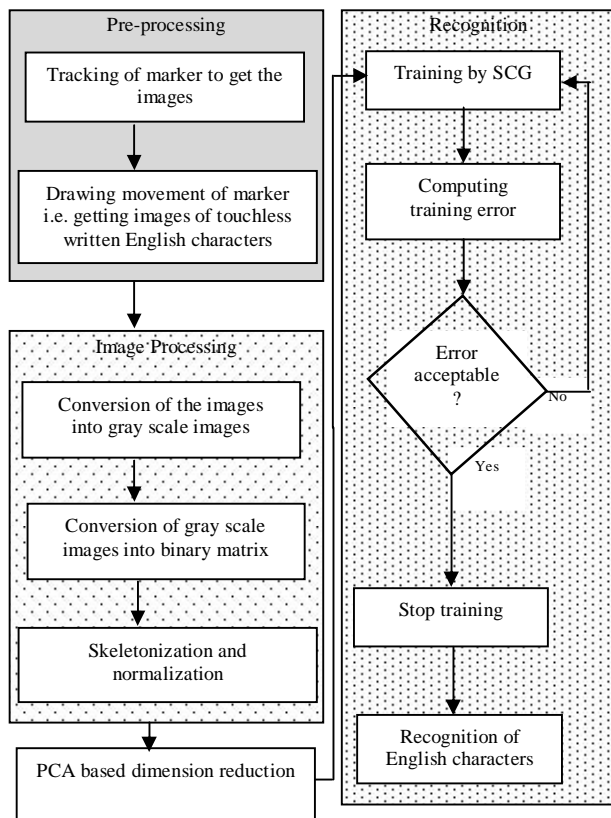 Pre-processing
Tracking of marker to get the
images
Drawing movement of marker
i.e. getting images of touchless
written English characters
Image Processing
Conversion of the images
into gray scale images
Conversion of gray scale
images into binary matrix
Skeletonization and
normalization
PCA based dimension reduction
Recognition
Training by SCG
Computing
training error
Error
acceptable
?
No
Yes
Stop training
Recognition of
English characters